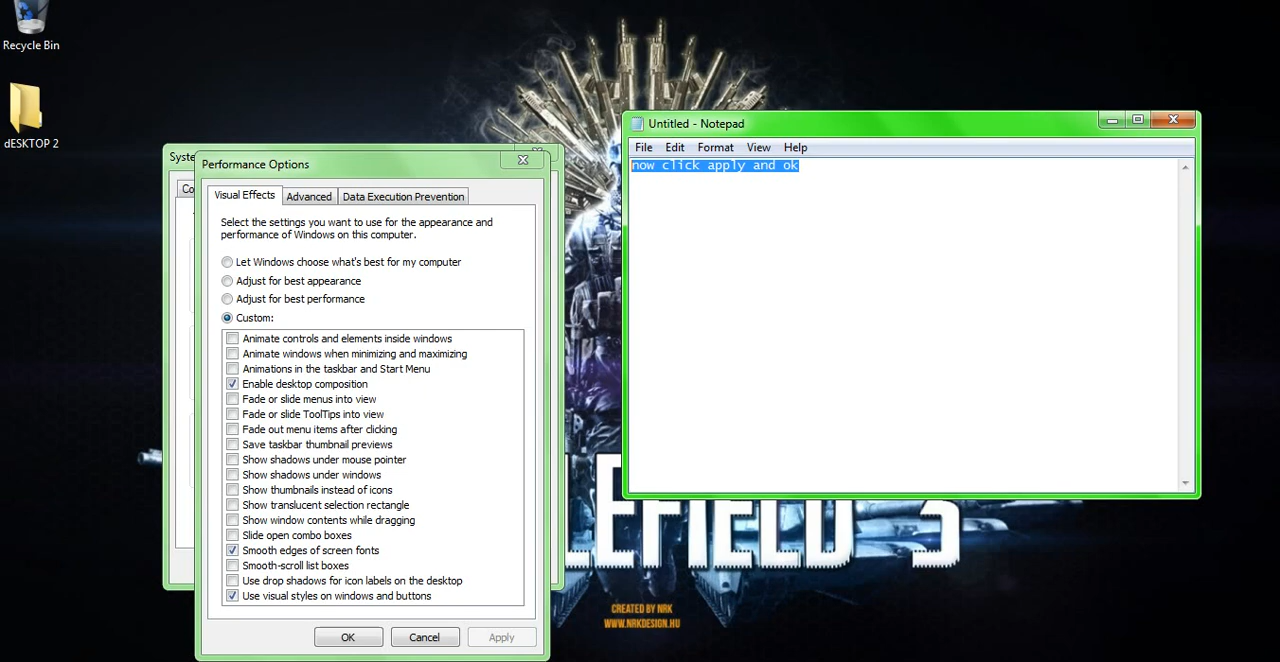 Recycle Bin
dESKTOP 2
Syste
Co
Performance Options
Visual Effects
Advanced
Data Execution Prevention
Select the settings you want to use for the appearance and
performance of Windows on this computer.
Let Windows choose what's best for my computer
Adjust for best appearance
Adjust for best performance
Custom:
Animate controls and elements inside windows
Animate windows when minimizing and maximizing
Animations in the taskbar and Start Menu
Enable desktop composition
Fade or slide menus into view
Fade or slide ToolTips into view
Fade out menu items after clicking
Save taskbar thumbnail previews
Show shadows under mouse pointer
Show shadows under windows
Show thumbnails instead of icons
Show translucent selection rectangle
Show window contents while dragging
Slide open combo boxes
Smooth edges of screen fonts
Smooth-scroll list boxes
Use drop shadows for icon labels on the desktop
Use visual styles on windows and buttons
OK Cancel Apply
Untitled - Notepad
File Edit Format View Help
now click apply and ok
LEFIELD 3
CREATED BY NRK
WWW.NRKDESIGN.HU